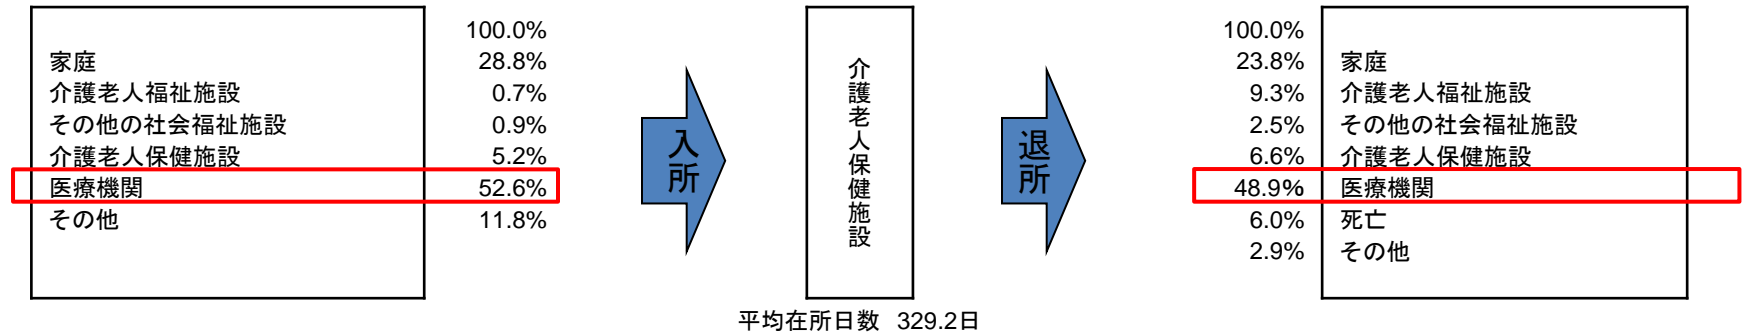 100.0%
家庭 28.8%
介護老人福祉施設 0.7%
その他の社会福祉施設 0.9%
介護老人保健施設 5.2%
医療機関 52.6%
その他 11.8%
入所
介護老人保健施設
平均在所日数 329.2日
退所
100.0%
23.8% 家庭
9.3% 介護老人福祉施設
2.5% その他の社会福祉施設
6.6% 介護老人保健施設
48.9% 医療機関
6.0% 死亡
2.9% その他